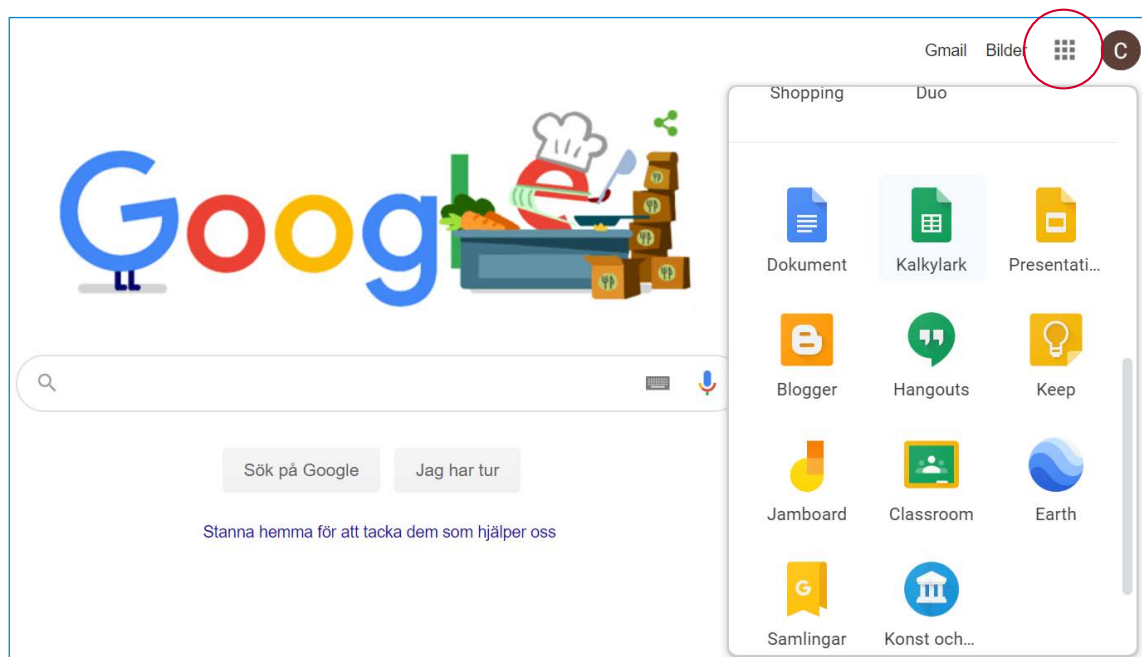 Gmail Bilder C
Shopping Duo
Google
Dokument Kalkylark Presentati...
Blogger Hangouts Keep
Sök på Google Jag har tur
Jamboard Classroom Earth
Stanna hemma för att tacka dem som hjälper oss
G
Samlingar Konst och...